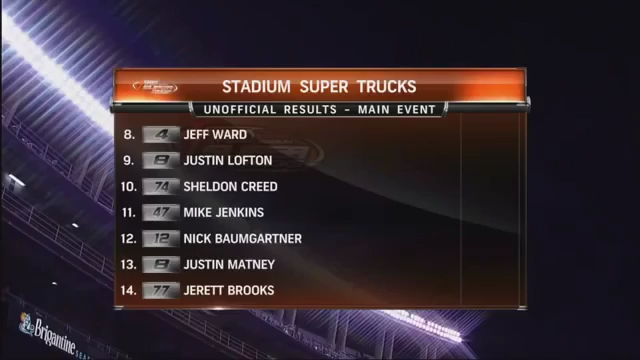 STADIUM SUPER TRUCKS
UNOFFICIAL RESULTS - MAIN EVENT
8. 4 JEFF WARD
9. 8 JUSTIN LOFTON
10. 74 SHELDON CREED
11. 47 MIKE JENKINS
12. 12 NICK BAUMGARTNER
13. 8 JUSTIN MATNEY
14. 77 JERETT BROOKS
Brigantine